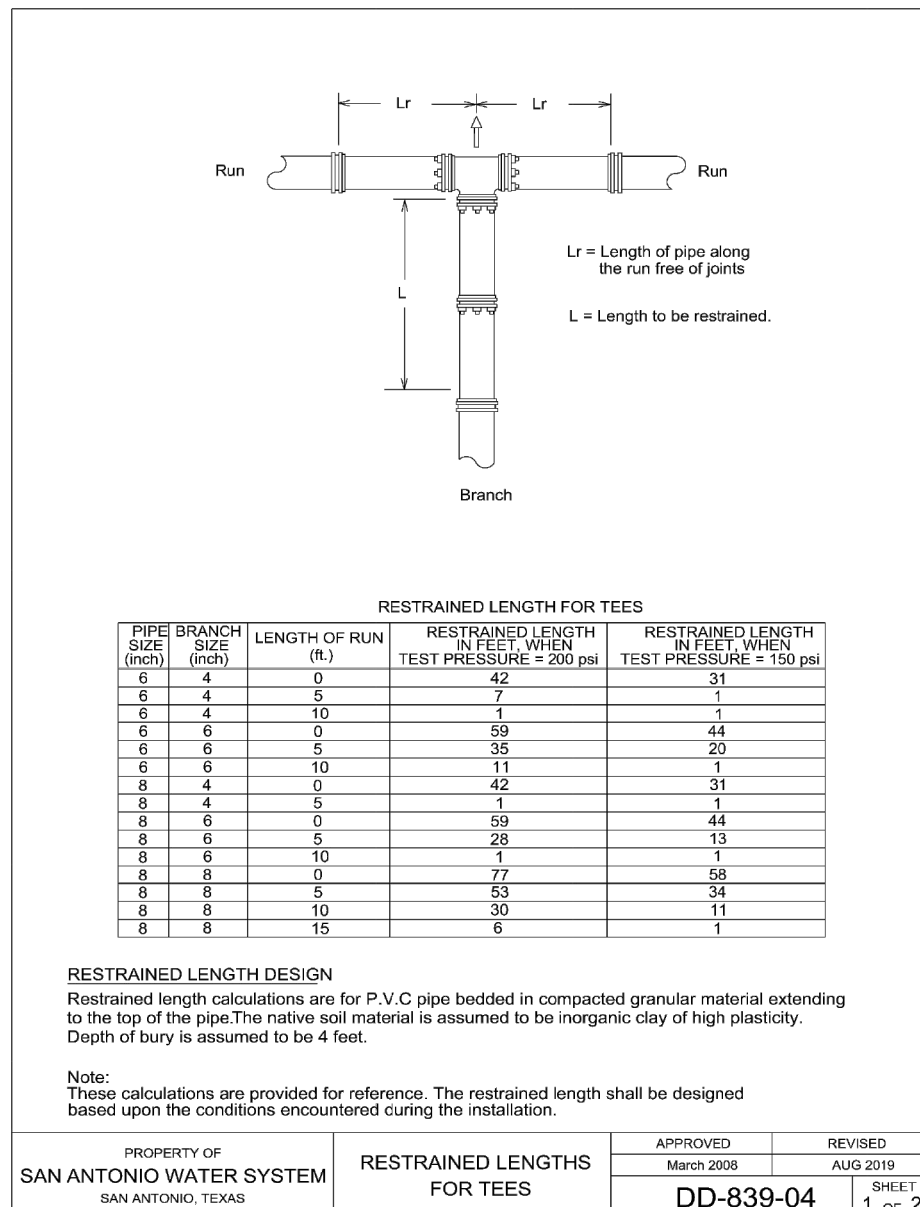 Lr Lr
Run Run
Lr = Length of pipe along
the run free of joints
L
L = Length to be restrained.
Branch
RESTRAINED LENGTH FOR TEES
PIPE SIZE (inch) BRANCH SIZE (inch) LENGTH OF RUN (ft.) RESTRAINED LENGTH IN FEET, WHEN TEST PRESSURE = 200 psi RESTRAINED LENGTH IN FEET, WHEN TEST PRESSURE = 150 psi
6 4 0 42 31
6 4 5 7 1
6 4 10 1 1
6 6 0 59 44
6 6 5 35 20
6 6 10 11 1
8 4 0 42 31
8 4 5 1 1
8 6 0 59 44
8 6 5 28 13
8 6 10 1 1
8 8 0 77 58
8 8 5 53 34
8 8 10 30 11
8 8 15 6 1
RESTRAINED LENGTH DESIGN
Restrained length calculations are for P.V.C pipe bedded in compacted granular material extending
to the top of the pipe.The native soil material is assumed to be inorganic clay of high plasticity.
Depth of bury is assumed to be 4 feet.
Note:
These calculations are provided for reference. The restrained length shall be designed
based upon the conditions encountered during the installation.
PROPERTY OF
SAN ANTONIO WATER SYSTEM
SAN ANTONIO, TEXAS
RESTRAINED LENGTHS
FOR TEES
APPROVED REVISED
March 2008 AUG 2019
DD-839-04
SHEET
1 OF 2